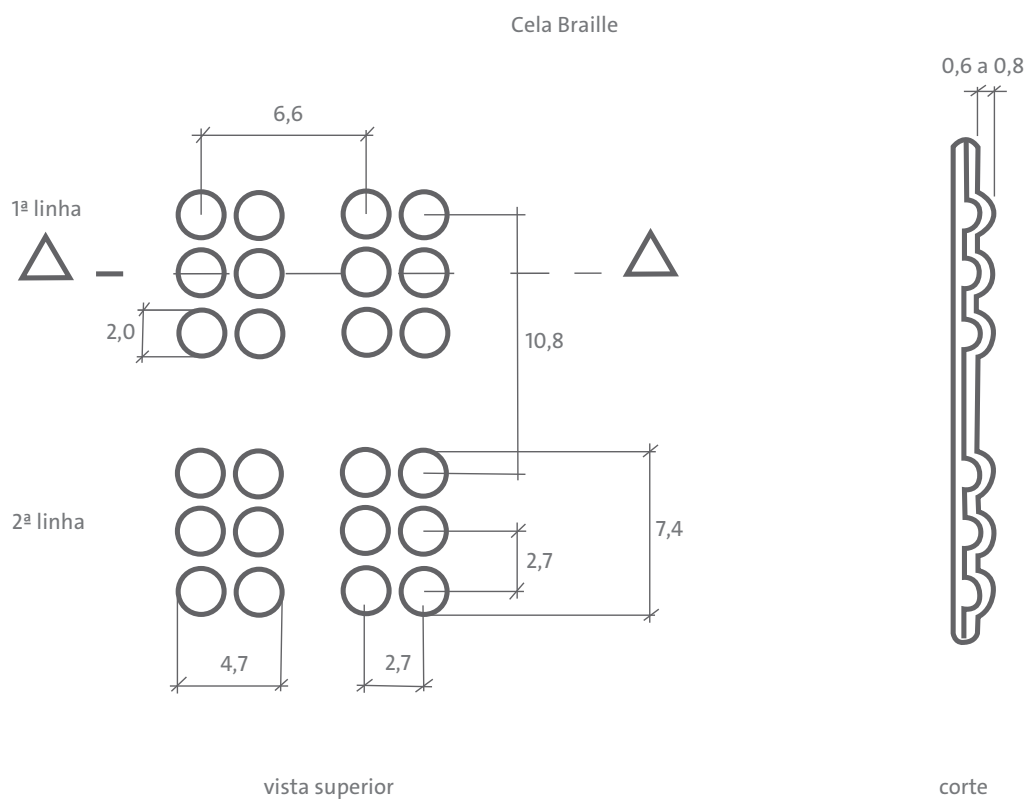 Cela Braille
0,6 a 0,8
6,6
1ª linha
2,0
10,8
2ª linha
7,4
2,7
4,7
2,7
vista superior
corte